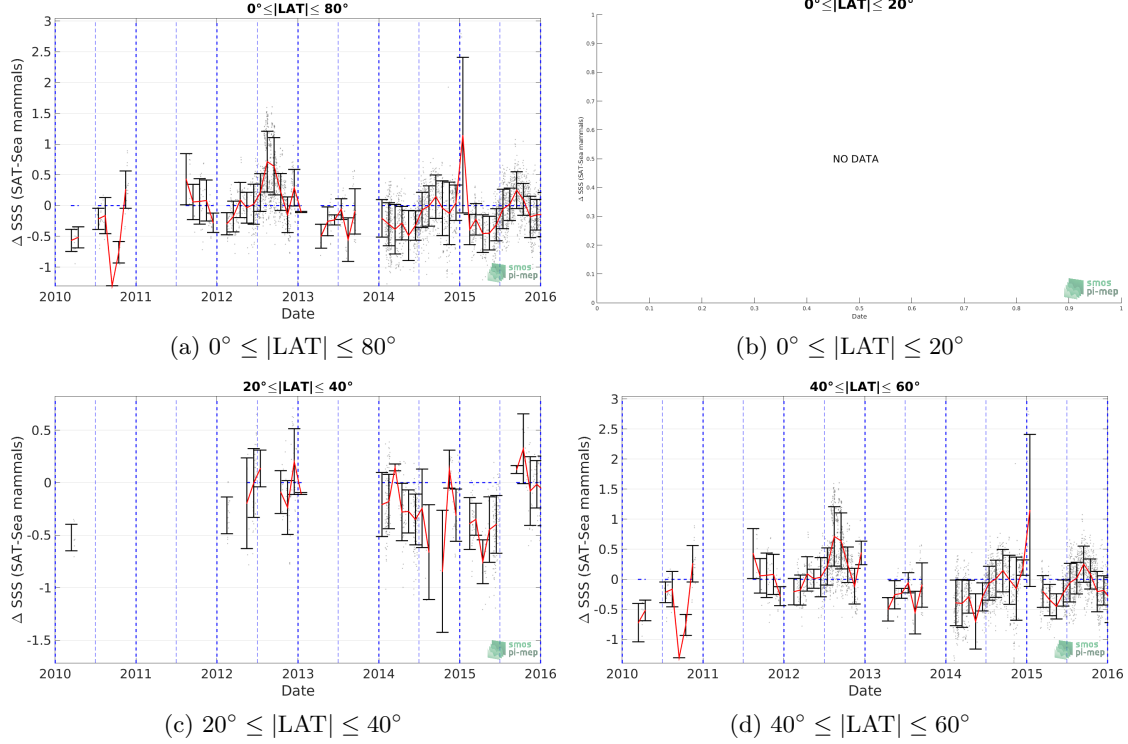 0°≤|LAT|≤ 80°
3
2.5
2
1.5
1
0.5
0
-0.5
-1
Δ SSS (SAT-Sea mammals)
2010 2011 2012 2013 2014 2015 2016
Date
smos
pi-mep
(a) 0° ≤ |LAT| ≤ 80°
0°≤|LAT|≤ 20°
1
0.9
0.8
0.7
0.6
0.5
0.4
0.3
0.2
0.1
0
Δ SSS (SAT-Sea mammals)
NO DATA
0 0.1 0.2 0.3 0.4 0.5 0.6 0.7 0.8 0.9 1
Date
smos
pi-mep
(b) 0° ≤ |LAT| ≤ 20°
20°≤|LAT|≤ 40°
0.5
0
-0.5
-1
-1.5
Δ SSS (SAT-Sea mammals)
2010 2011 2012 2013 2014 2015 2016
Date
smos
pi-mep
(c) 20° ≤ |LAT| ≤ 40°
40°≤|LAT|≤ 60°
3
2.5
2
1.5
1
0.5
0
-0.5
-1
Δ SSS (SAT-Sea mammals)
2010 2011 2012 2013 2014 2015 2016
Date
smos
pi-mep
(d) 40° ≤ |LAT| ≤ 60°